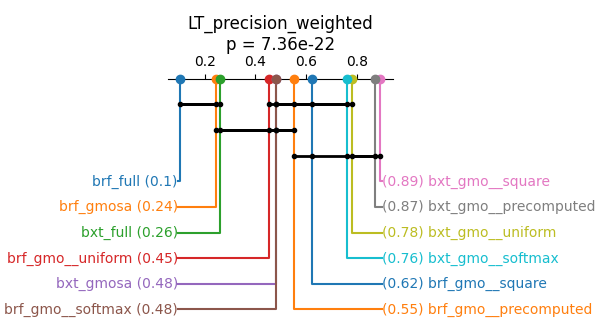 LT_precision_weighted
p = 7.36e-22
0.2 0.4 0.6 0.8
brf_full (0.1) (0.89) bxt_gmo__square
brf_gmosa (0.24) (0.87) bxt_gmo__precomputed
bxt_full (0.26) (0.78) bxt_gmo__uniform
brf_gmo__uniform (0.45) (0.76) bxt_gmo__softmax
bxt_gmosa (0.48) (0.62) brf_gmo__square
brf_gmo__softmax (0.48) (0.55) brf_gmo__precomputed